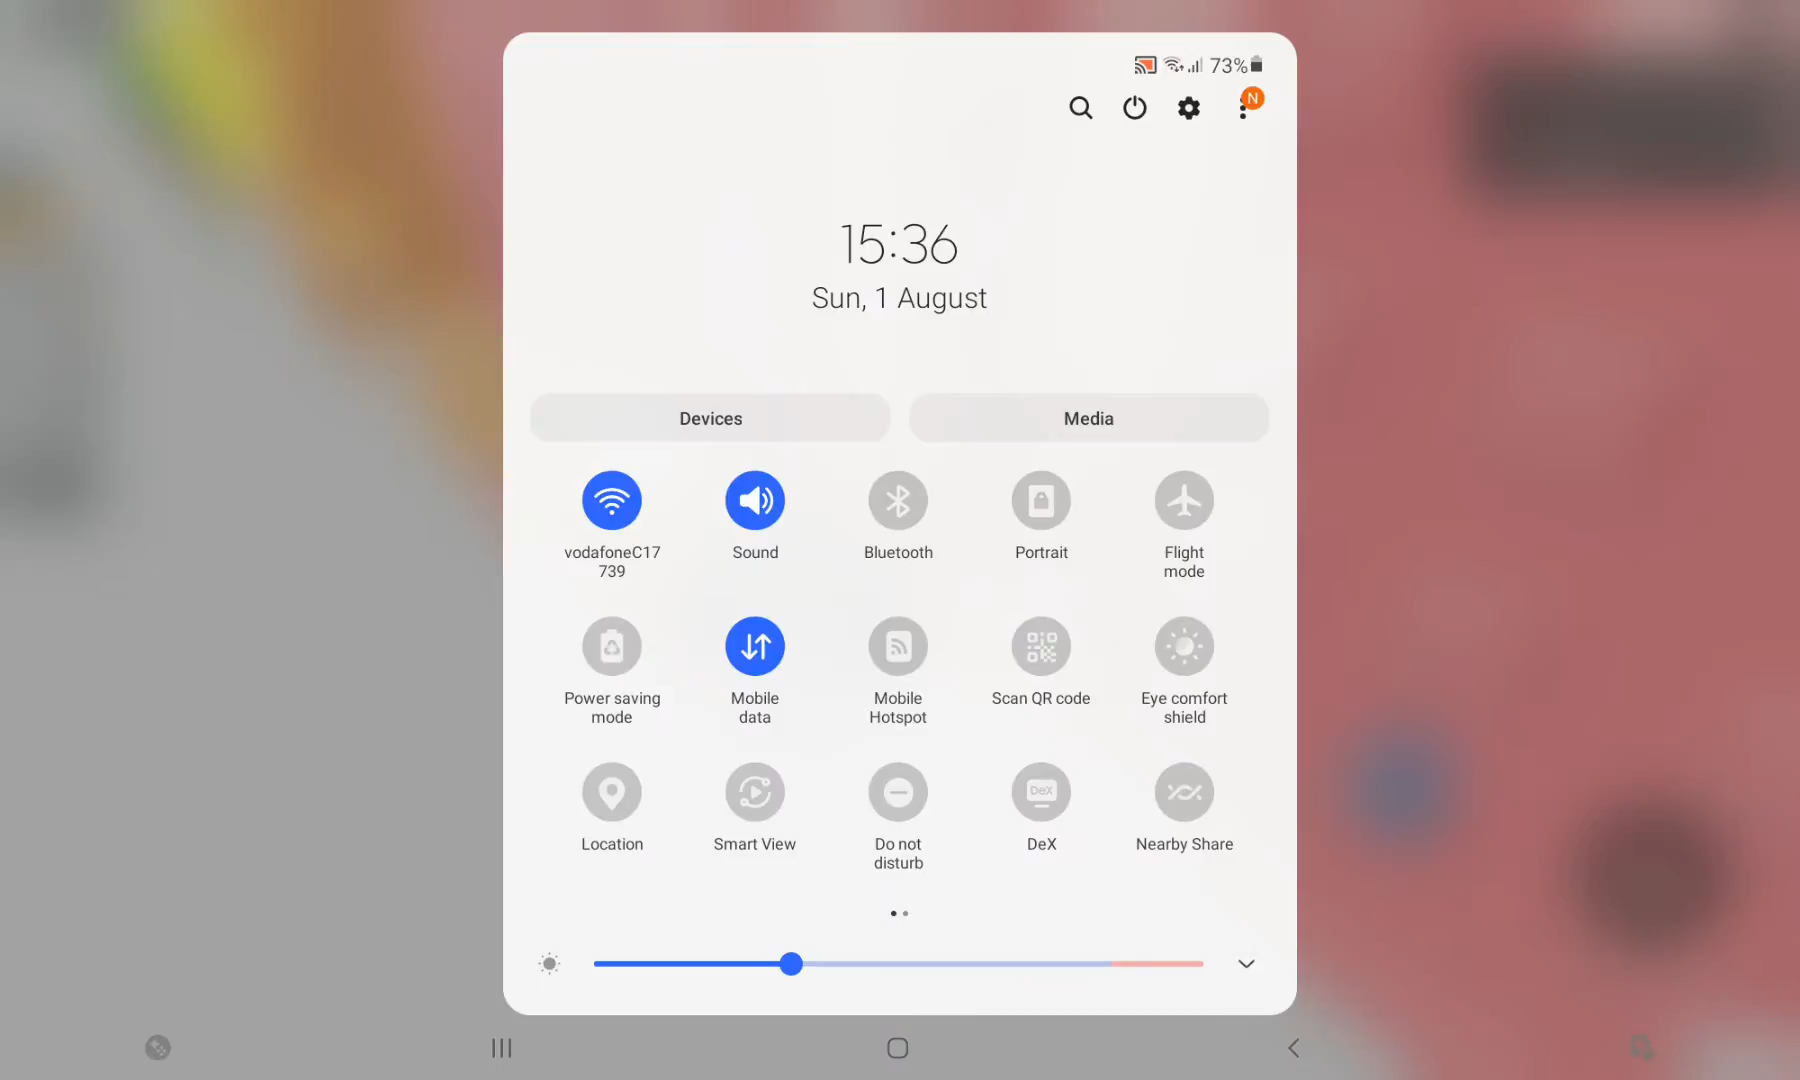 73%
N
15:36
Sun, 1 August
Devices
Media
vodafoneC17
739
Sound
Bluetooth
Portrait
Flight
mode
Power saving
mode
Mobile
data
Mobile
Hotspot
Scan QR code
Eye comfort
shield
Location
Smart View
Do not
disturb
DeX
DeX
Nearby Share